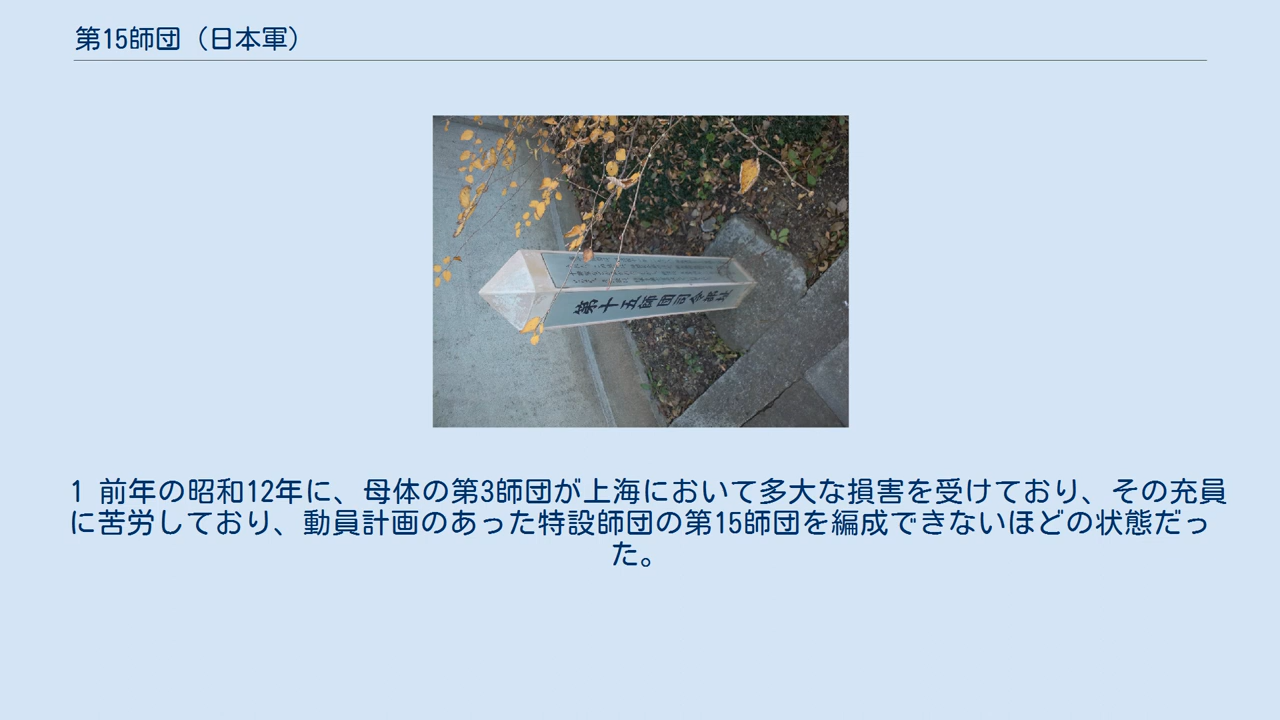 第15師団（日本軍）
第十五師団司令部址
1 前年の昭和12年に、母体の第3師団が上海において多大な損害を受けており、その充員
に苦労しており、動員計画のあった特設師団の第15師団を編成できないほどの状態だっ
た。